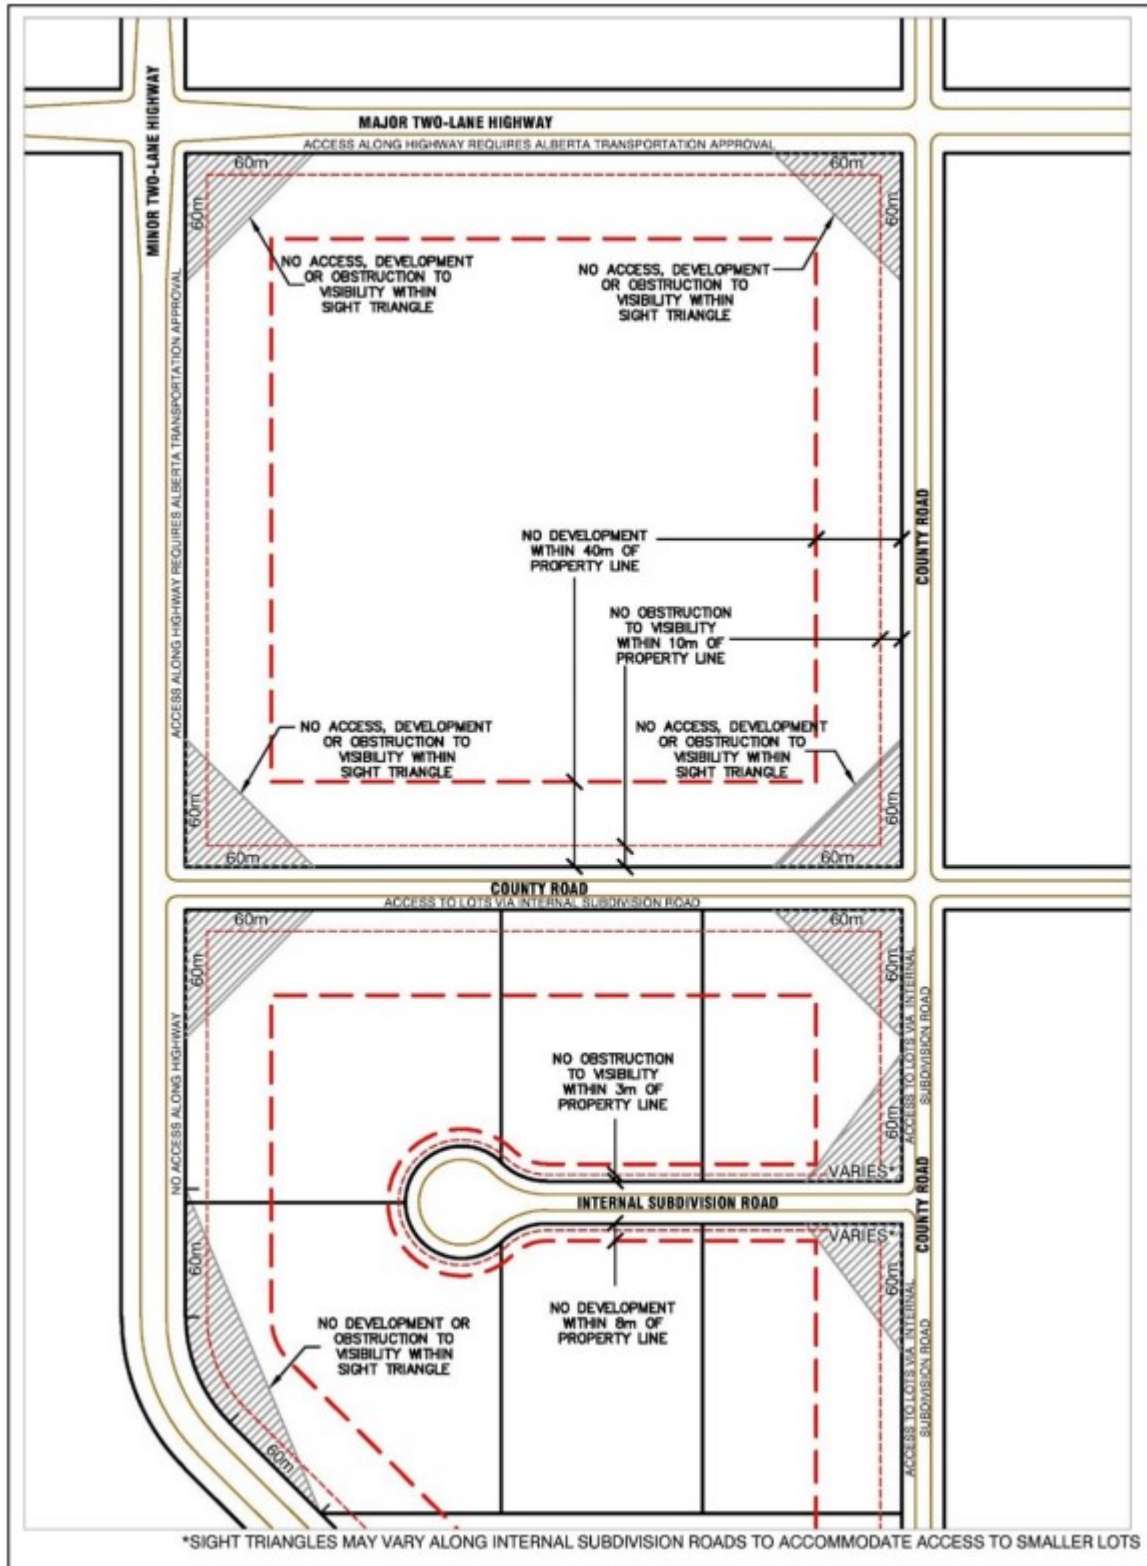 MINOR TWO-LANE HIGHWAY
MAJOR TWO-LANE HIGHWAY
ACCESS ALONG HIGHWAY REQUIRES ALBERTA TRANSPORTATION APPROVAL
60m
60m
60m
60m
NO ACCESS, DEVELOPMENT
OR OBSTRUCTION TO
VISIBILITY WITHIN
SIGHT TRIANGLE
NO ACCESS, DEVELOPMENT
OR OBSTRUCTION TO
VISIBILITY WITHIN
SIGHT TRIANGLE
ACCESS ALONG HIGHWAY REQUIRES ALBERTA TRANSPORTATION APPROVAL
NO DEVELOPMENT
WITHIN 40m OF
PROPERTY LINE
COUNTY ROAD
NO OBSTRUCTION
TO VISIBILITY
WITHIN 10m OF
PROPERTY LINE
NO ACCESS, DEVELOPMENT
OR OBSTRUCTION TO
VISIBILITY WITHIN
SIGHT TRIANGLE
NO ACCESS, DEVELOPMENT
OR OBSTRUCTION TO
VISIBILITY WITHIN
SIGHT TRIANGLE
60m
60m
60m
60m
COUNTY ROAD
ACCESS TO LOTS VIA INTERNAL SUBDIVISION ROAD
60m
60m
60m
60m
NO ACCESS ALONG HIGHWAY
ACCESS TO LOTS VIA INTERNAL
SUBDIVISION ROAD
NO OBSTRUCTION
TO VISIBILITY
WITHIN 3m OF
PROPERTY LINE
60m
VARIES*
INTERNAL SUBDIVISION ROAD
COUNTY ROAD
VARIES*
60m
60m
NO DEVELOPMENT
WITHIN 8m OF
PROPERTY LINE
NO DEVELOPMENT OR
OBSTRUCTION TO
VISIBILITY WITHIN
SIGHT TRIANGLE
ACCESS TO LOTS VIA INTERNAL
SUBDIVISION ROAD
60m
*SIGHT TRIANGLES MAY VARY ALONG INTERNAL SUBDIVISION ROADS TO ACCOMMODATE ACCESS TO SMALLER LOTS